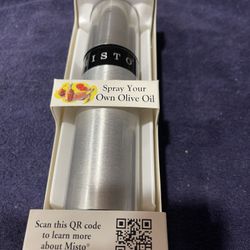 MISTO®
Spray Your
Own Olive Oil
Scan this QR code
to learn more
about Misto®